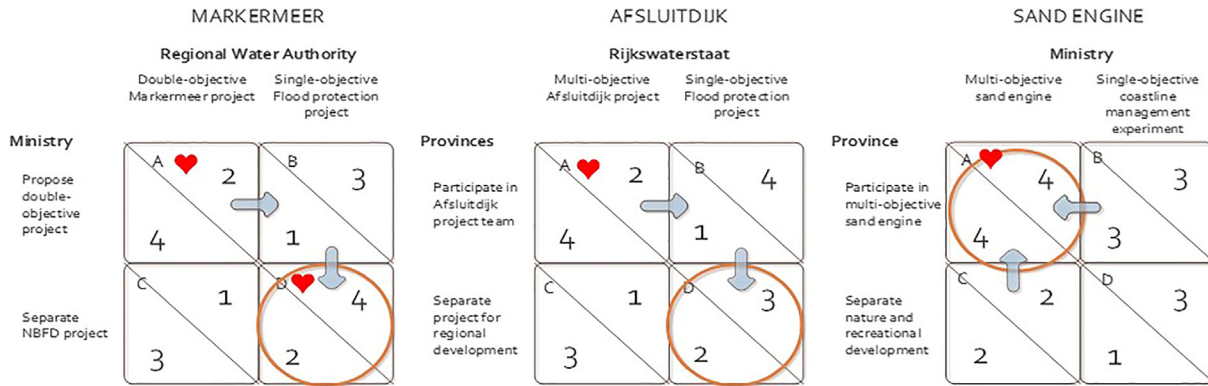 MARKERMEER
Regional Water Authority
Double-objective
Markermeer project
Single-objective
Flood protection
project
Ministry
Propose
double-
objective
project
Separate
NBFD project
A
2
4
B
3
1
C
1
3
D
4
2
AFSLUITDIJK
Rijkswaterstaat
Multi-objective
Afsluitdijk project
Single-objective
Flood protection
project
Provinces
Participate in
Afsluitdijk
project team
Separate
project for
regional
development
A
2
4
B
4
1
C
1
3
D
3
2
SAND ENGINE
Ministry
Multi-objective
sand engine
Single-objective
coastline
management
experiment
Province
Participate in
multi-objective
sand engine
Separate
nature and
recreational
development
A
4
4
B
3
3
C
2
2
D
3
1